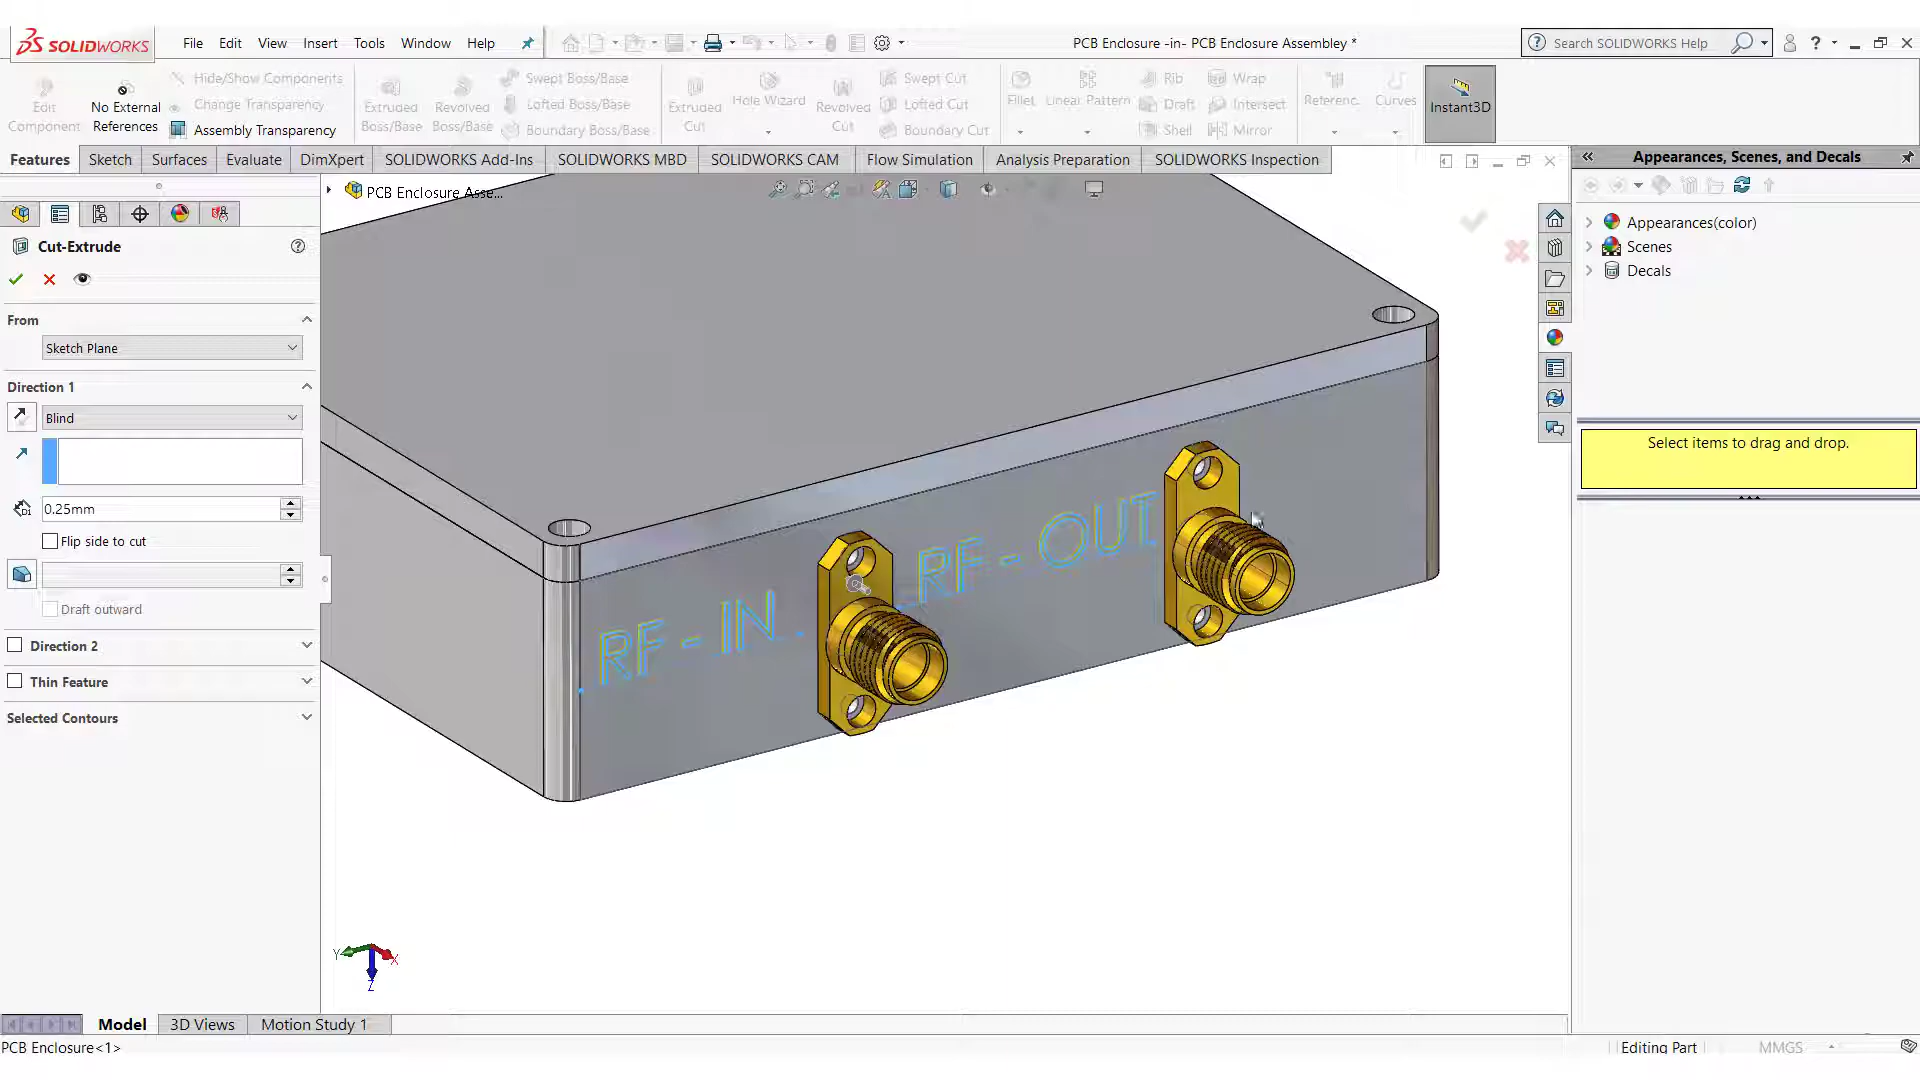 SOLIDWORKS
File Edit View Insert Tools Window Help
PCB Enclosure -in- PCB Enclosure Assembley *
Search SOLIDWORKS Help
Edit Component
No External References
Hide/Show Components
Change Transparency
Assembly Transparency
Extruded Boss/Base
Revolved Boss/Base
Swept Boss/Base
Lofted Boss/Base
Boundary Boss/Base
Extruded Cut
Hole Wizard
Revolved Cut
Swept Cut
Lofted Cut
Boundary Cut
Fillet
Linear Pattern
Rib
Draft
Shell
Wrap
Intersect
Mirror
Referenc...
Curves
Instant3D
Features Sketch Surfaces Evaluate DimXpert SOLIDWORKS Add-Ins SOLIDWORKS MBD SOLIDWORKS CAM Flow Simulation Analysis Preparation SOLIDWORKS Inspection
PCB Enclosure Asse...
Cut-Extrude
From
Sketch Plane
Direction 1
Blind
D1
0.25mm
Flip side to cut
Draft outward
Direction 2
Thin Feature
Selected Contours
RF - IN
RF - OUT
Y
X
Z
Appearances, Scenes, and Decals
Appearances(color)
Scenes
Decals
Select items to drag and drop.
Model 3D Views Motion Study 1
PCB Enclosure<1>
Editing Part
MMGS